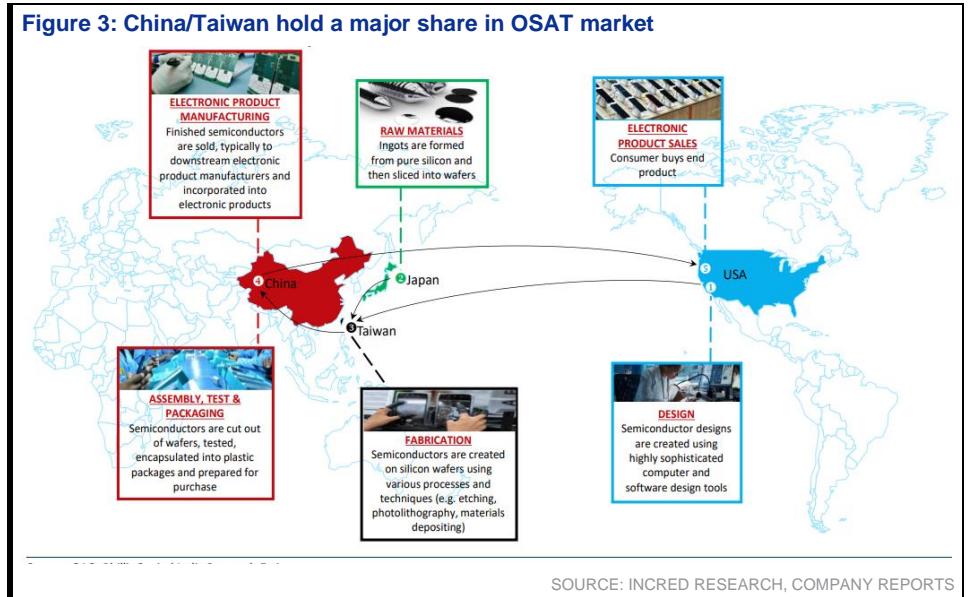 Figure 3: China/Taiwan hold a major share in OSAT market
ELECTRONIC PRODUCT
MANUFACTURING
Finished semiconductors
are sold, typically to
downstream electronic
product manufacturers and
incorporated into
electronic products
RAW MATERIALS
Ingots are formed
from pure silicon and
then sliced into wafers
ELECTRONIC
PRODUCT SALES
Consumer buys end
product
4 China
2 Japan
3 Taiwan
5
USA
1
ASSEMBLY, TEST &
PACKAGING
Semiconductors are cut out
of wafers, tested,
encapsulated into plastic
packages and prepared for
purchase
FABRICATION
Semiconductors are created
on silicon wafers using
various processes and
techniques (e.g. etching,
photolithography, materials
depositing)
DESIGN
Semiconductor designs
are created using
highly sophisticated
computer and
software design tools
SOURCE: INCRED RESEARCH, COMPANY REPORTS